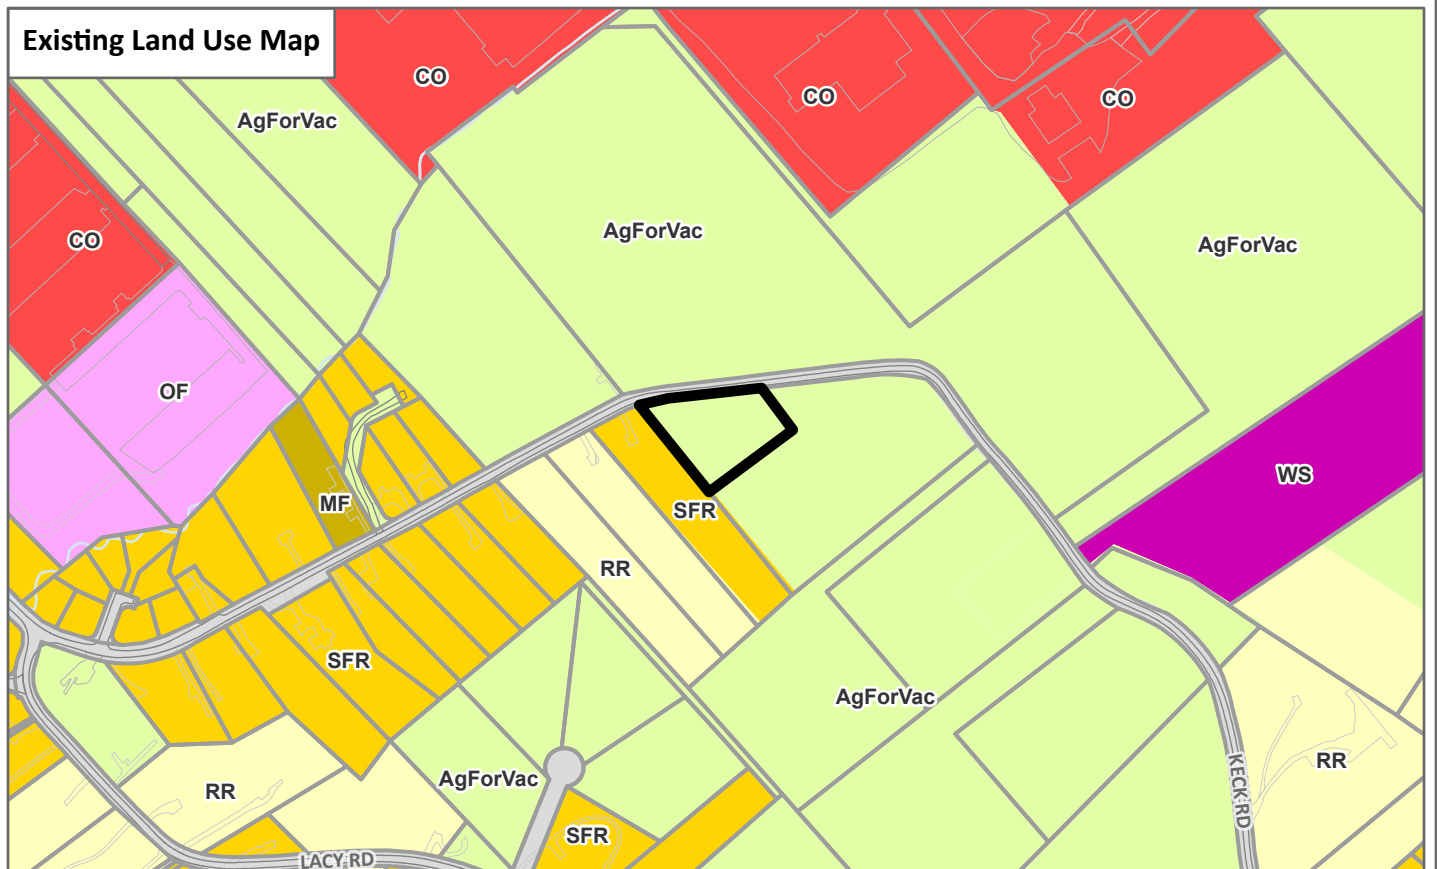 Existing Land Use Map
CO
CO
CO
AgForVac
AgForVac
CO
AgForVac
OF
WS
MF
SFR
RR
SFR
AgForVac
RR
AgForVac
RR
SFR
KECK RD
LACY RD